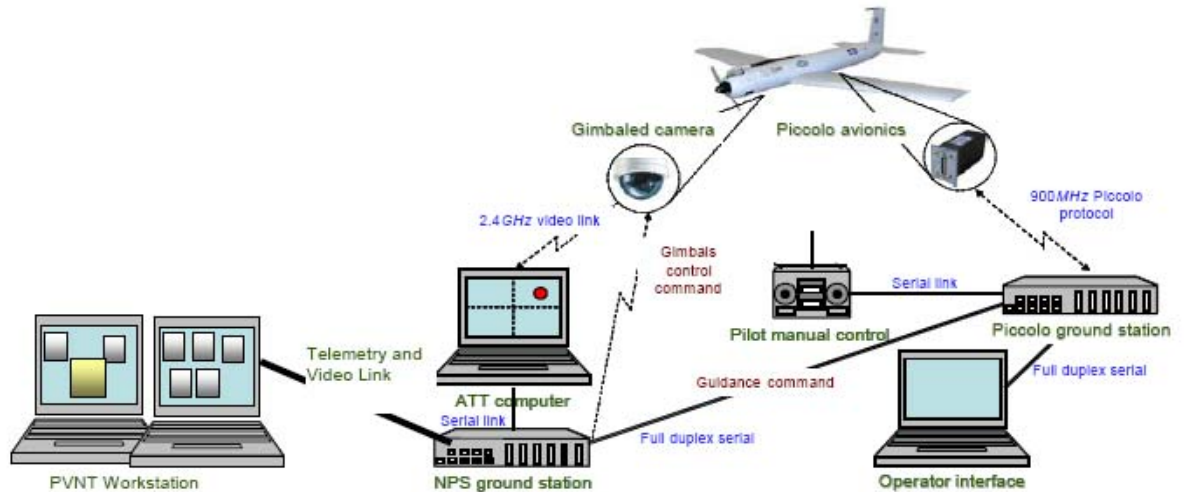 Gimbaled camera
Piccolo avionics
2.4GHz video link
900MHz Piccolo
protocol
Gimbals
control
command
Serial link
Pilot manual control
Piccolo ground station
Telemetry and
Video Link
ATT computer
Guidance command
Full duplex serial
Serial link
Full duplex serial
PVNT Workstation
NPS ground station
Operator interface